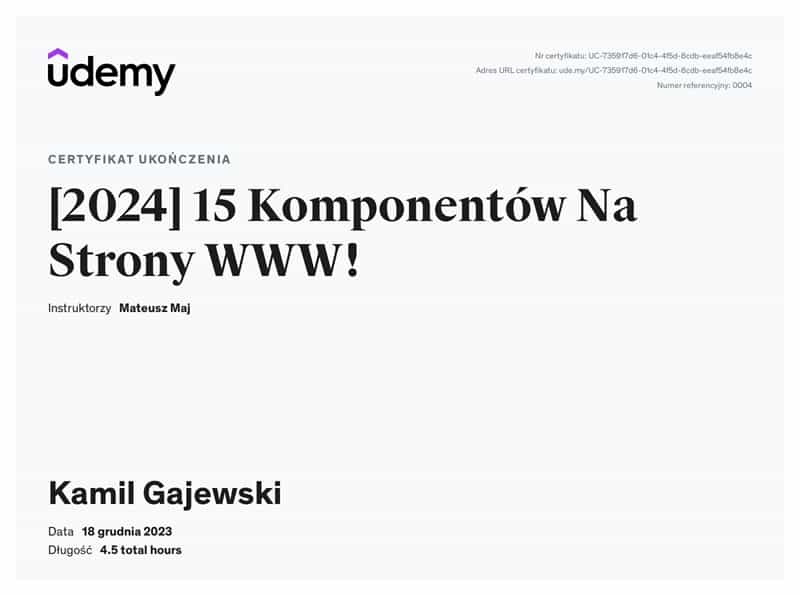 udemy
Nr certyfikatu: UC-735917d6-01c4-4f5d-8cdb-eeaf54fb8e4c
Adres URL certyfikatu: ude.my/UC-735917d6-01c4-4f5d-8cdb-eeaf54fb8e4c
Numer referencyjny: 0004
CERTYFIKAT UKOŃCZENIA
[2024] 15 Komponentów Na
Strony WWW!
Instruktorzy Mateusz Maj
Kamil Gajewski
Data 18 grudnia 2023
Długość 4.5 total hours